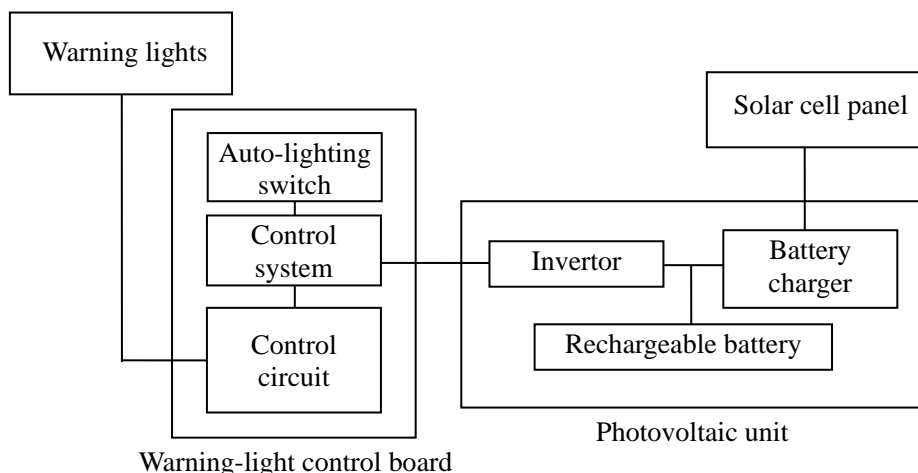 Warning lights
Solar cell panel
Auto-lighting
switch
Control
system
Invertor
Battery
charger
Control
circuit
Rechargeable battery
Photovoltaic unit
Warning-light control board